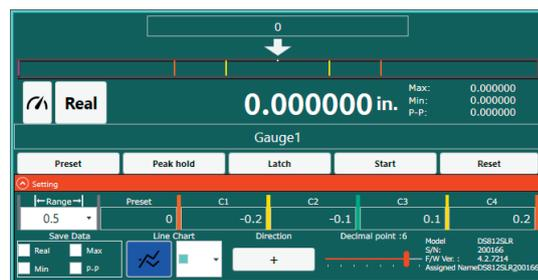 0
Real
0.000000 in.
Max: 0.000000
Min: 0.000000
P-P: 0.000000
Gauge1
Preset Peak hold Latch Start Reset
Setting
Range Preset C1 C2 C3 C4
0.5 0 -0.2 -0.1 0.1 0.2
Save Data Line Chart Direction Decimal point :6
Real Max
Min P-P
+
Model DS812SLR
S/N: 200166
F/W Ver. : 4.2.7214
Assigned NameDS812SLR200166